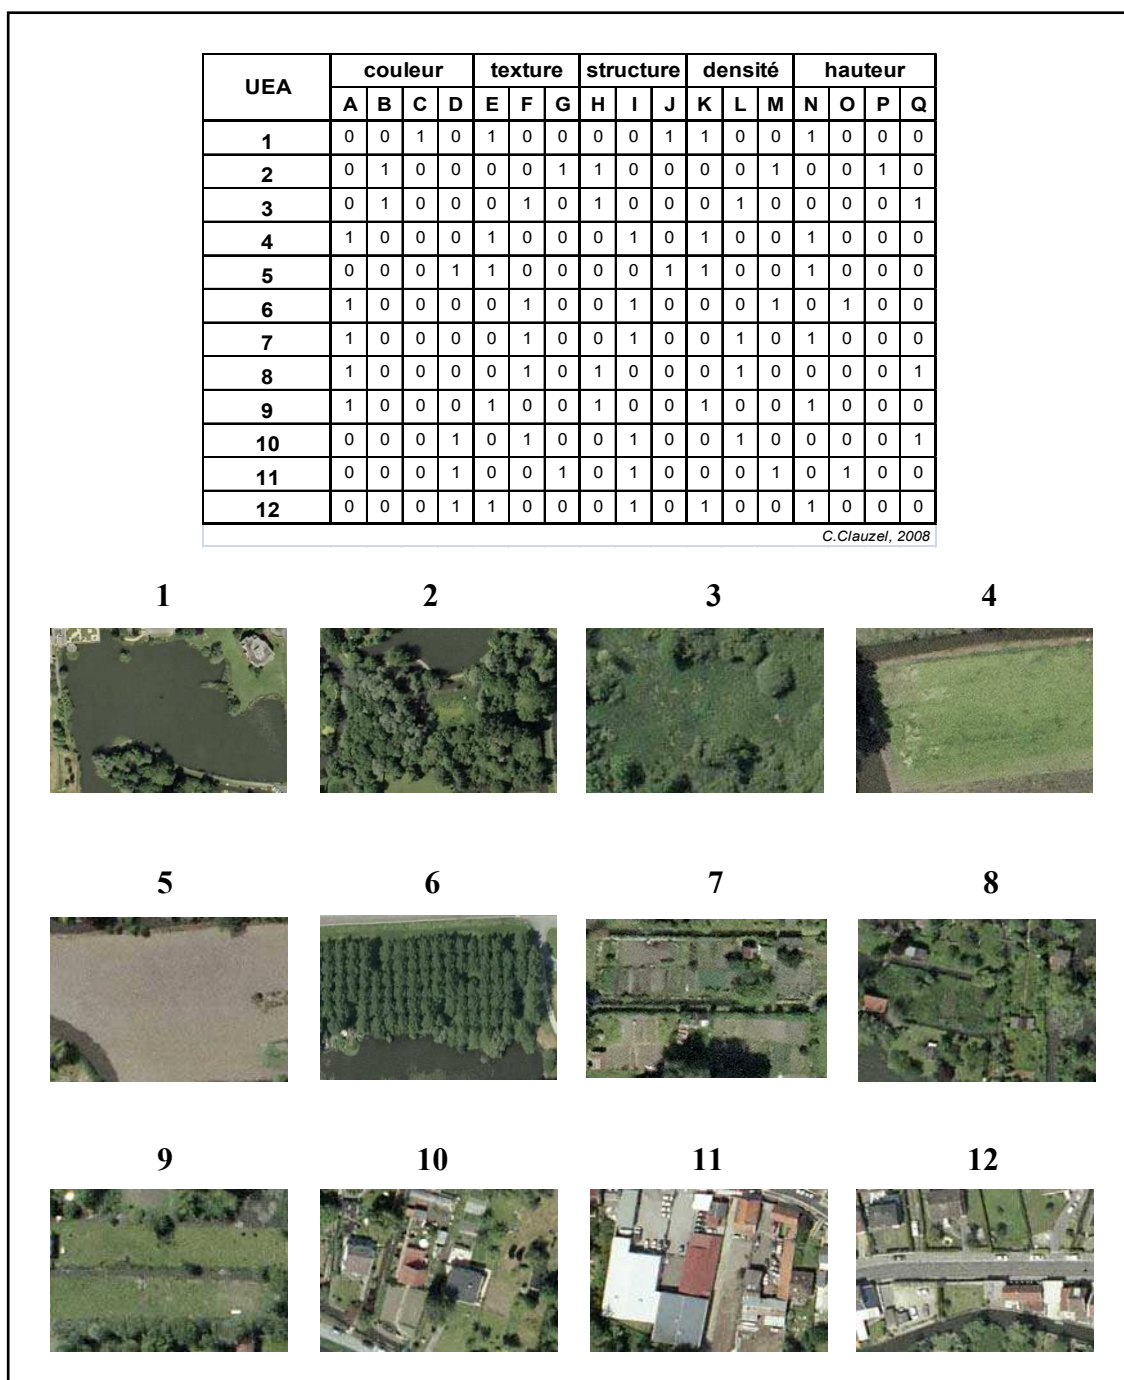 UEA couleur texture structure densité hauteur
A B C D E F G H I J K L M N O P Q
1 0 0 1 0 1 0 0 0 0 1 1 0 0 1 0 0 0
2 0 1 0 0 0 0 1 1 0 0 0 0 1 0 0 1 0
3 0 1 0 0 0 1 0 1 0 0 0 1 0 0 0 0 1
4 1 0 0 0 1 0 0 0 1 0 1 0 0 1 0 0 0
5 0 0 0 1 1 0 0 0 0 1 1 0 0 1 0 0 0
6 1 0 0 0 0 1 0 0 1 0 0 0 1 0 1 0 0
7 1 0 0 0 0 1 0 0 1 0 0 1 0 1 0 0 0
8 1 0 0 0 0 1 0 1 0 0 0 1 0 0 0 0 1
9 1 0 0 0 1 0 0 1 0 0 1 0 0 1 0 0 0
10 0 0 0 1 0 1 0 0 1 0 0 1 0 0 0 0 1
11 0 0 0 1 0 0 1 0 1 0 0 0 1 0 1 0 0
12 0 0 0 1 1 0 0 0 1 0 1 0 0 1 0 0 0
C.Clauzel, 2008
1 2 3 4
5 6 7 8
9 10 11 12